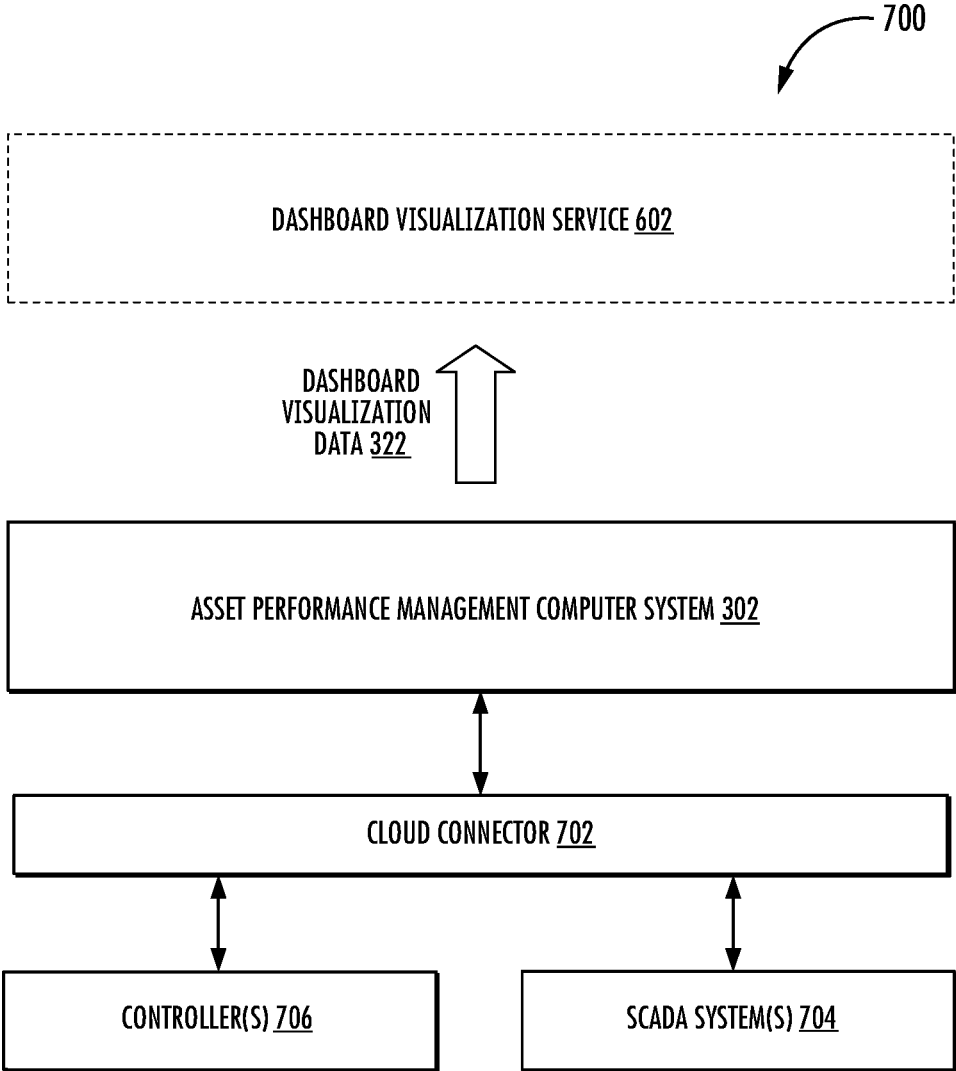 700
DASHBOARD VISUALIZATION SERVICE 602
DASHBOARD
VISUALIZATION
DATA 322
ASSET PERFORMANCE MANAGEMENT COMPUTER SYSTEM 302
CLOUD CONNECTOR 702
CONTROLLER(S) 706
SCADA SYSTEM(S) 704